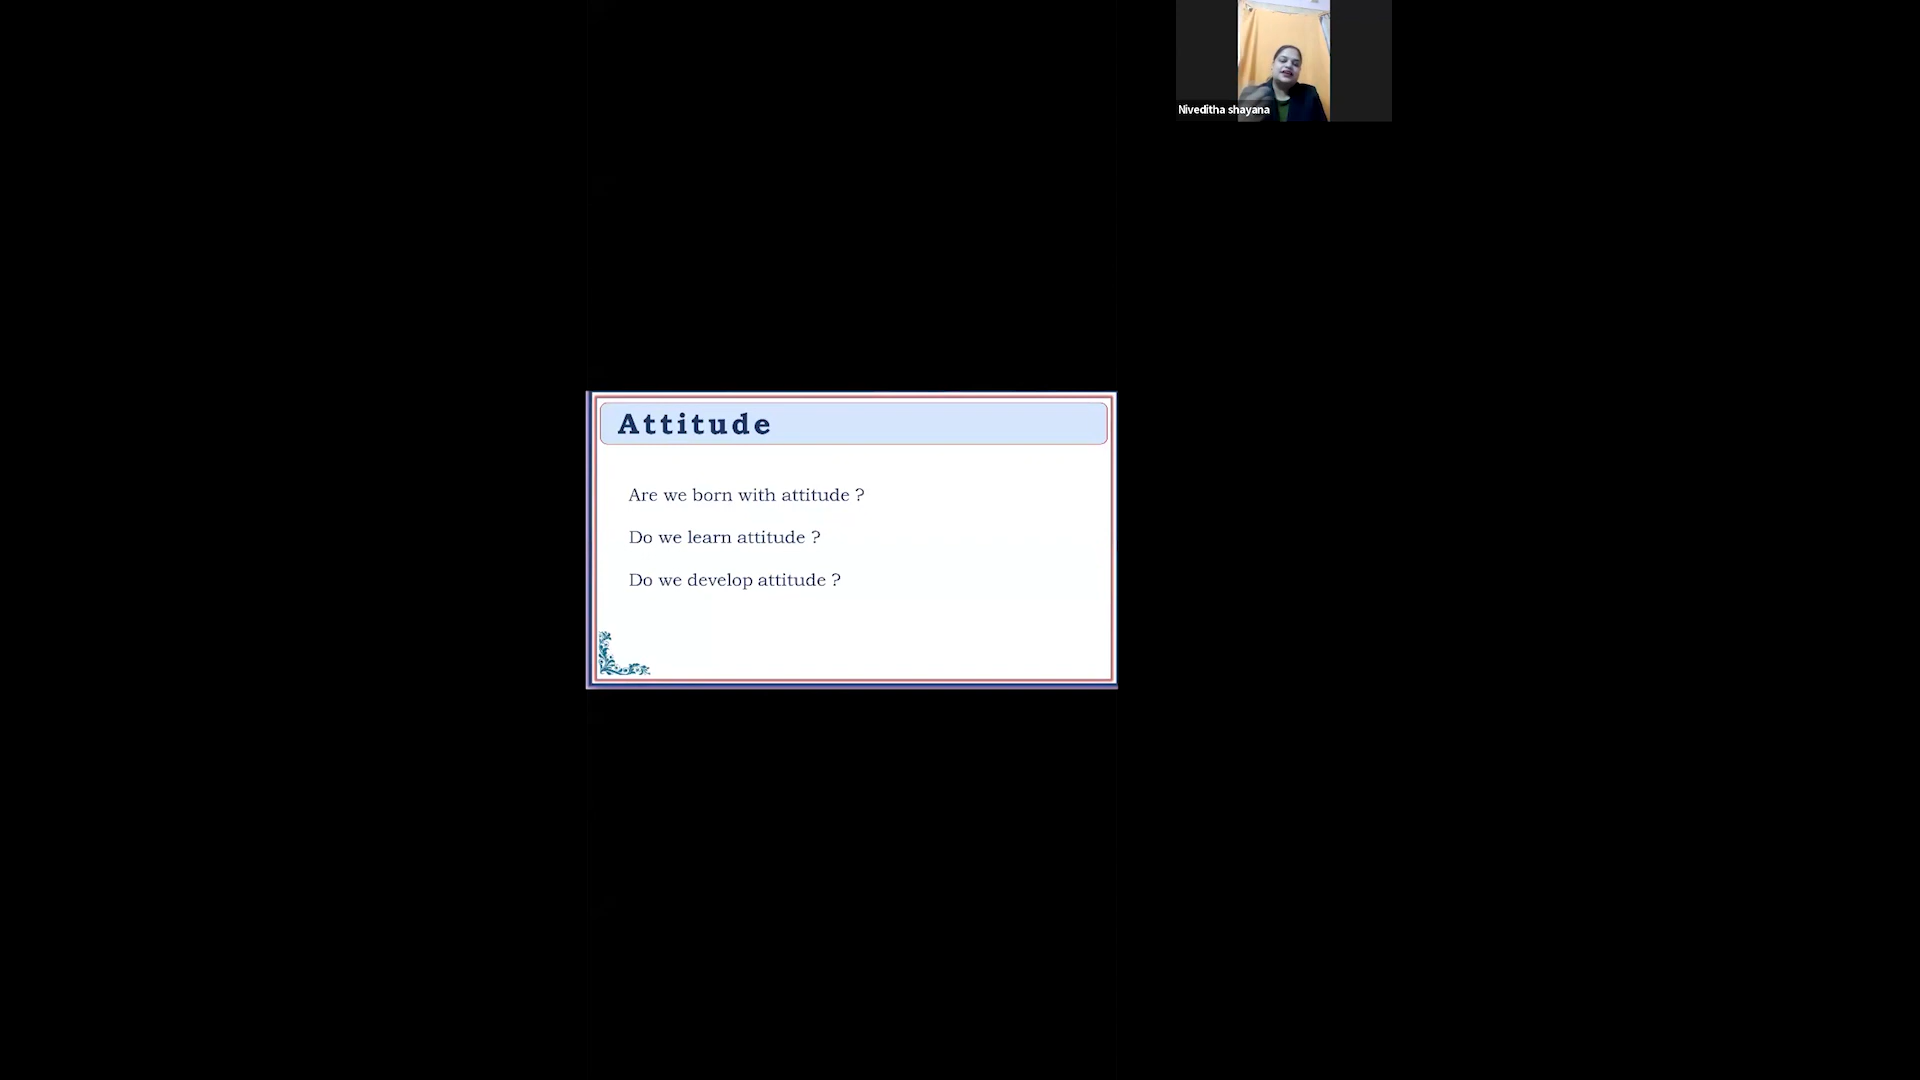 Niveditha shayana
Attitude
Are we born with attitude ?
Do we learn attitude ?
Do we develop attitude ?